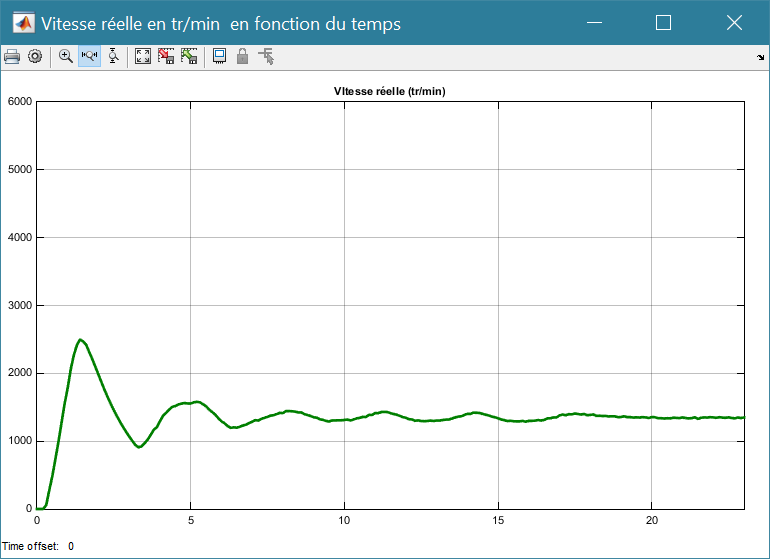 Vitesse réelle en tr/min  en fonction du temps
VItesse réelle (tr/min)
6000
5000
4000
3000
2000
1000
0
0 5 10 15 20
Time offset: 0